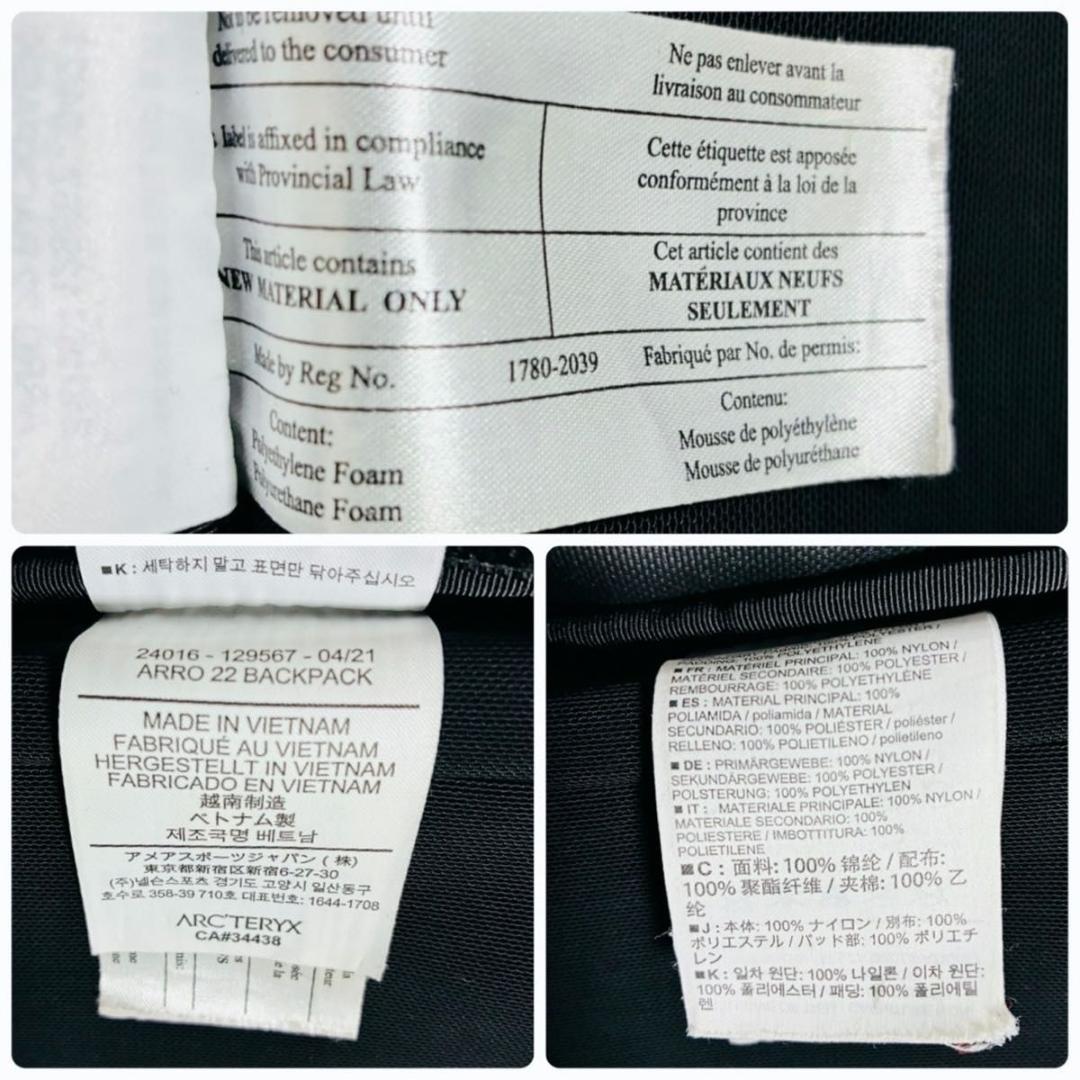 Not to be removed until
delivered to the consumer
Ne pas enlever avant la
livraison au consommateur
Label is affixed in compliance
with Provincial Law
Cette étiquette est apposée
conformément à la loi de la
province
This article contains
NEW MATERIAL ONLY
Cet article contient des
MATÉRIAUX NEUFS
SEULEMENT
Made by Reg No.
1780-2039
Fabriqué par No. de permis:
Content:
Polyethylene Foam
Polyurethane Foam
Contenu:
Mousse de polyéthylène
Mousse de polyuréthane
■K : 세탁하지 말고 표면만 닦아주십시오
24016 - 129567 - 04/21
ARRO 22 BACKPACK
MADE IN VIETNAM
FABRIQUÉ AU VIETNAM
HERGESTELLT IN VIETNAM
FABRICADO EN VIETNAM
越南制造
ベトナム製
제조국명 베트남
アメアスポーツジャパン (株)
東京都新宿区新宿6-27-30
(주)넬슨스포츠 경기도 고양시 일산동구
호수로 358-39 710호 대표번호: 1644-1708
ARC'TERYX
CA#34438
PADDING: 100% POLYETHYLENE
■ FR : MATÉRIEL PRINCIPAL: 100% NYLON /
MATÉRIEL SECONDAIRE: 100% POLYESTER /
REMBOURRAGE: 100% POLYETHYLÈNE
■ ES : MATERIAL PRINCIPAL: 100%
POLIAMIDA / poliamida / MATERIAL
SECUNDARIO: 100% POLIÉSTER / poliéster /
RELLENO: 100% POLIETILENO / polietileno
■ DE : PRIMÄRGEWEBE: 100% NYLON /
SEKUNDÄRGEWEBE: 100% POLYESTER /
POLSTERUNG: 100% POLYETHYLEN
■ IT : MATERIALE PRINCIPALE: 100% NYLON /
MATERIALE SECONDARIO: 100%
POLIESTERE / IMBOTTITURA: 100%
POLIETILENE
■C : 面料: 100% 锦纶 / 配布:
100% 聚酯纤维 / 夹棉: 100% 乙
纶
■J : 本体: 100% ナイロン / 別布: 100%
ポリエステル / パッド部: 100% ポリエチ
レン
■K : 일차 원단: 100% 나일론 / 이차 원단:
100% 폴리에스터 / 패딩: 100% 폴리에틸
렌